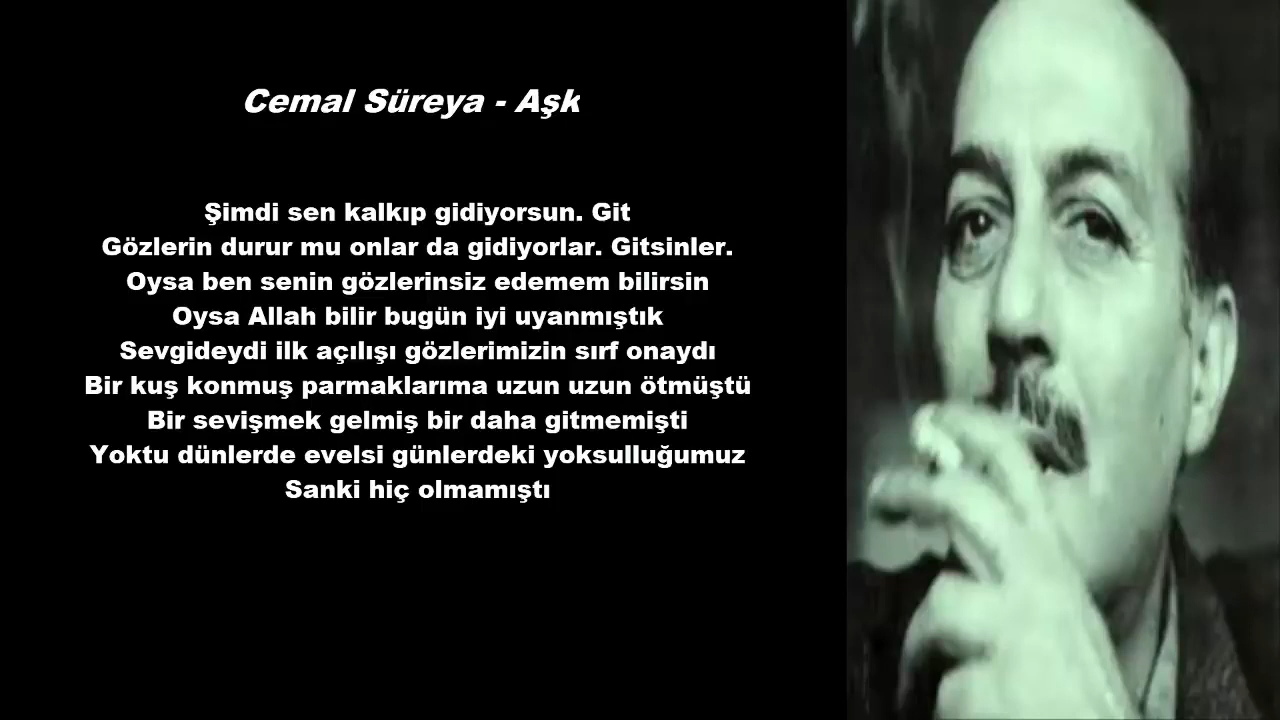 Cemal Süreya - Aşk
Şimdi sen kalkıp gidiyorsun. Git
Gözlerin durur mu onlar da gidiyorlar. Gitsinler.
Oysa ben senin gözlerinsiz edemem bilirsin
Oysa Allah bilir bugün iyi uyanmıştık
Sevgideydi ilk açılışı gözlerimizin sırf onaydı
Bir kuş konmuş parmaklarıma uzun uzun ötmüştü
Bir sevişmek gelmiş bir daha gitmemişti
Yoktu dünlerde evelsi günlerdeki yoksulluğumuz
Sanki hiç olmamıştı